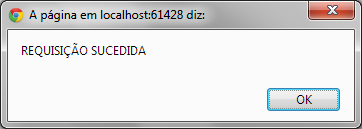 A página em localhost:61428 diz:
REQUISIÇÃO SUCEDIDA
OK